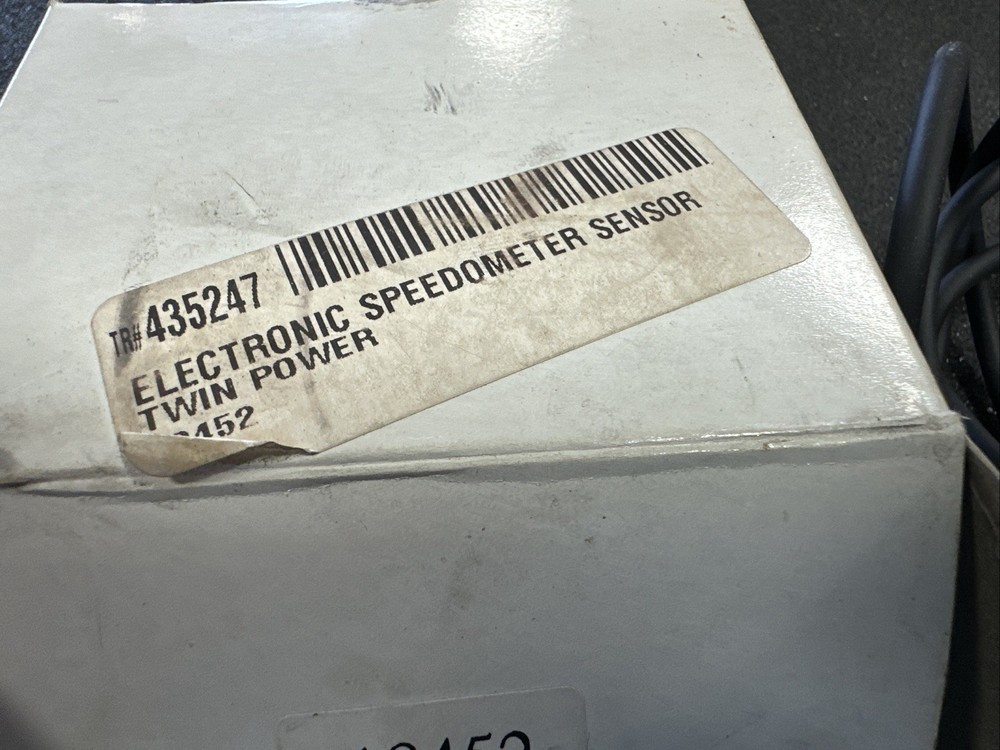 TR#435247
ELECTRONIC SPEEDOMETER SENSOR
TWIN POWER